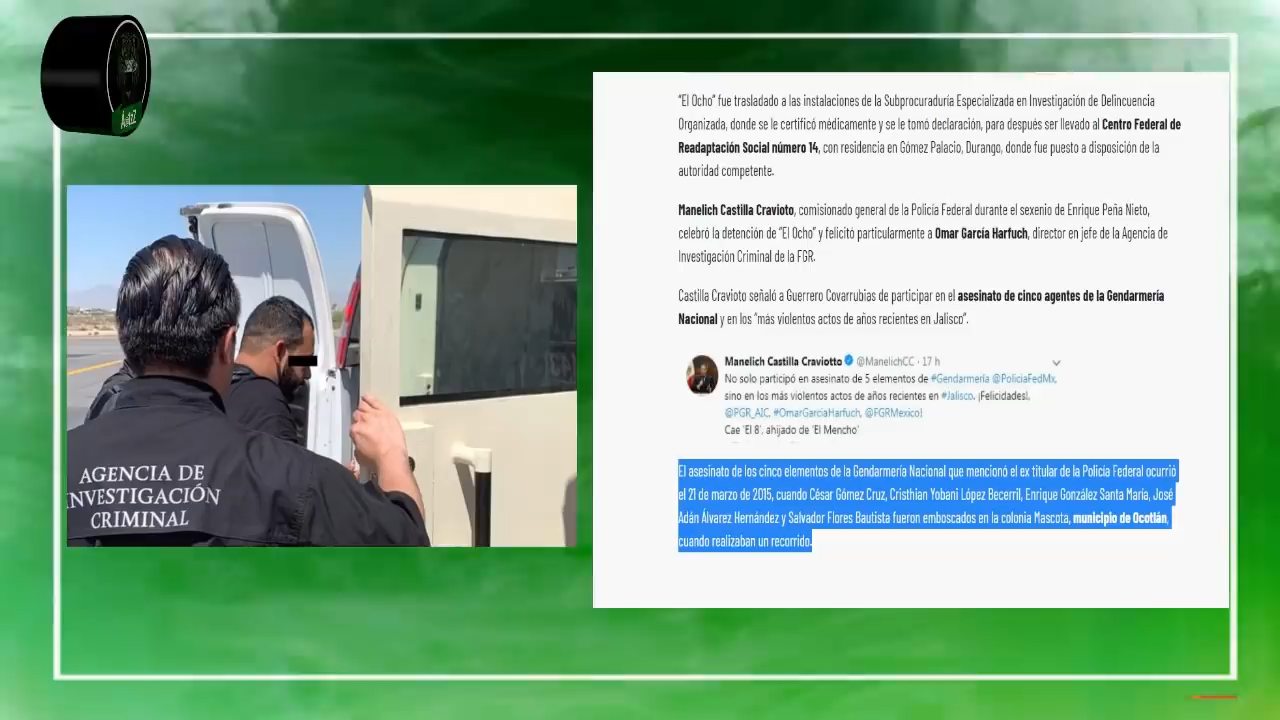 AtoZ
AGENCIA DE
INVESTIGACIÓN
CRIMINAL
"El Ocho" fue trasladado a las instalaciones de la Subprocuraduría Especializada en Investigación de Delincuencia
Organizada, donde se le certificó médicamente y se le tomó declaración, para después ser llevado al Centro Federal de
Readaptación Social número 14, con residencia en Gómez Palacio, Durango, donde fue puesto a disposición de la
autoridad competente.
Manelich Castilla Cravioto, comisionado general de la Policía Federal durante el sexenio de Enrique Peña Nieto,
celebró la detención de "El Ocho" y felicitó particularmente a Omar García Harfuch, director en jefe de la Agencia de
Investigación Criminal de la FGR.
Castilla Cravioto señaló a Guerrero Covarrubias de participar en el asesinato de cinco agentes de la Gendarmería
Nacional y en los "más violentos actos de años recientes en Jalisco".
Manelich Castilla Craviotto @ManelichCC · 17 h
No solo participó en asesinato de 5 elementos de #Gendarmería @PoliciaFedMx,
sino en los más violentos actos de años recientes en #Jalisco. ¡Felicidades!,
@PGR_AIC, #OmarGarciaHarfuch, @FGRMexico!
Cae 'El 8', ahijado de 'El Mencho'
El asesinato de los cinco elementos de la Gendarmería Nacional que mencionó el ex titular de la Policía Federal ocurrió
el 21 de marzo de 2015, cuando César Gómez Cruz, Cristhian Yobani López Becerril, Enrique González Santa María, José
Adán Álvarez Hernández y Salvador Flores Bautista fueron emboscados en la colonia Mascota, municipio de Ocotlán,
cuando realizaban un recorrido.